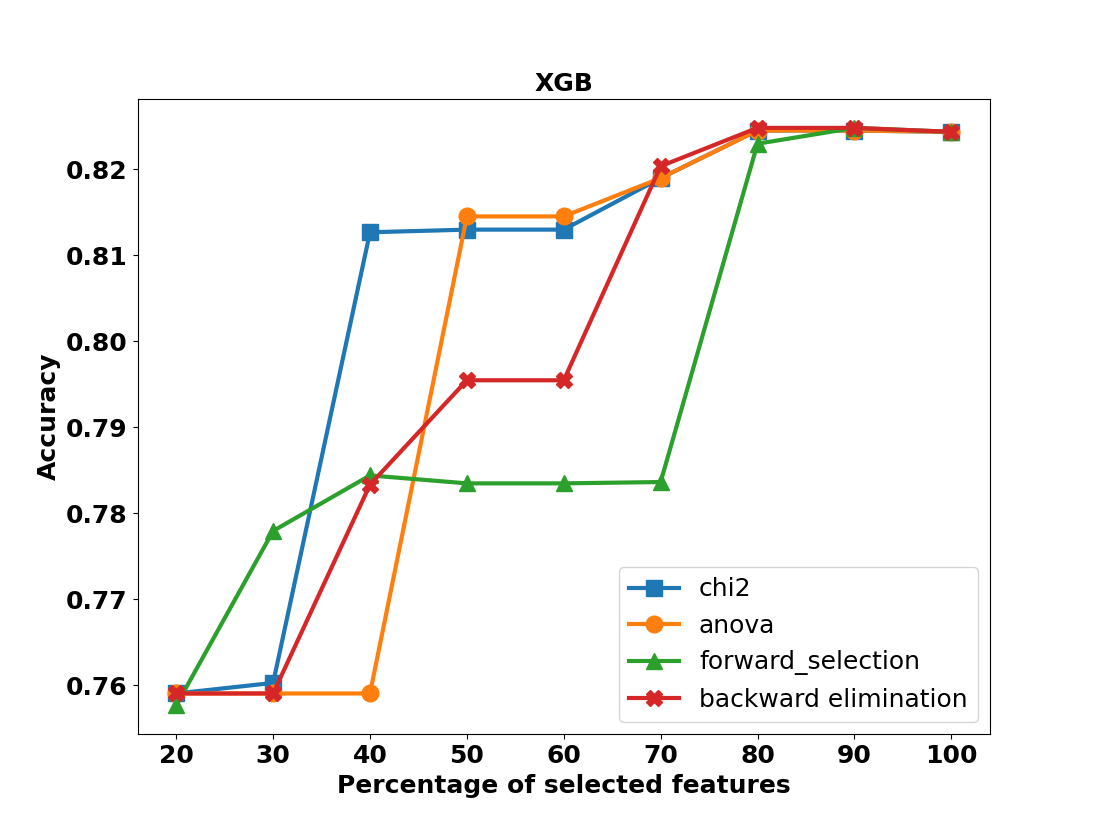 XGB
Accuracy
0.82
0.81
0.80
0.79
0.78
0.77
0.76
chi2
anova
forward_selection
backward elimination
20 30 40 50 60 70 80 90 100
Percentage of selected features